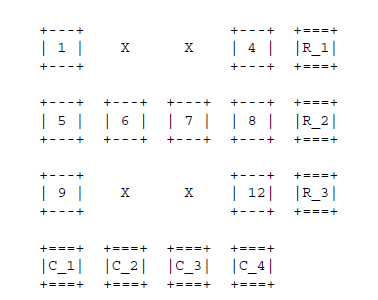 +---+ +---+ +===+
| 1 | X X | 4 | |R_1|
+---+ +---+ +===+
+---+ +---+ +---+ +---+ +===+
| 5 | | 6 | | 7 | | 8 | |R_2|
+---+ +---+ +---+ +---+ +===+
+---+ +---+ +===+
| 9 | X X | 12| |R_3|
+---+ +---+ +===+
+===+ +===+ +===+ +===+
|C_1| |C_2| |C_3| |C_4|
+===+ +===+ +===+ +===+